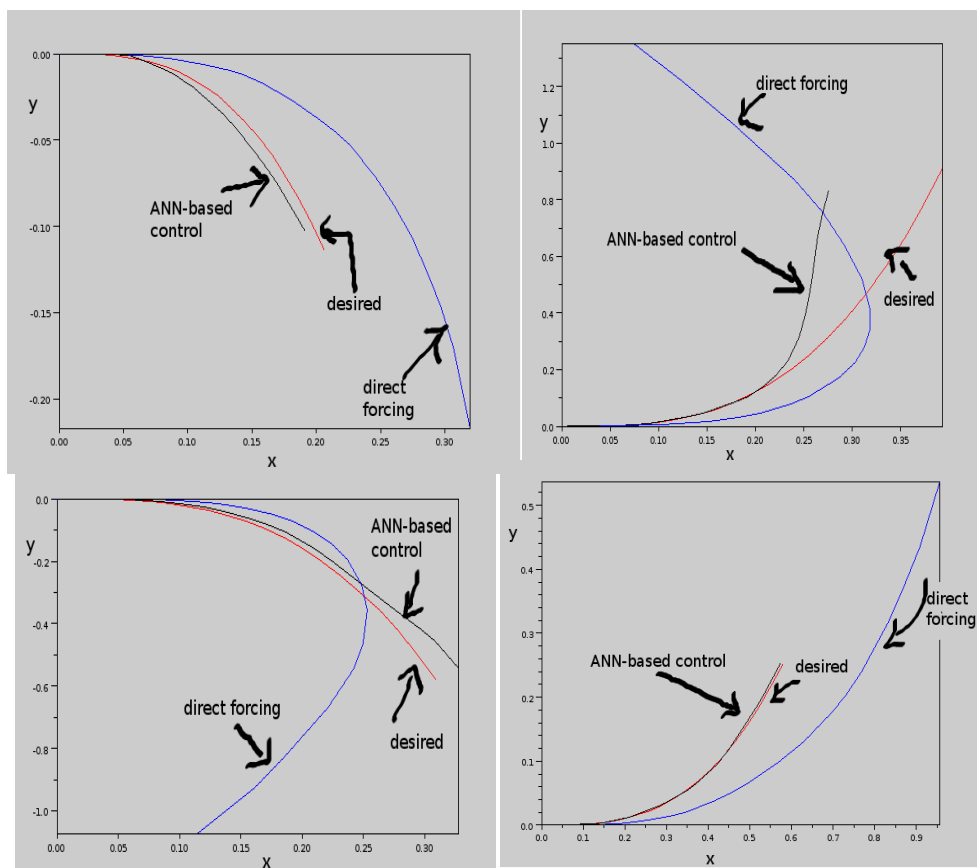 0.00
y
-0.05
ANN-based
control
-0.10
desired
-0.15
direct
forcing
-0.20
0.00 0.05 0.10 0.15 0.20 0.25 0.30
x
direct forcing
1.2
y
1.0
0.8
ANN-based control
0.6
desired
0.4
0.2
0.0
0.00 0.05 0.10 0.15 0.20 0.25 0.30 0.35
x
0.0
y
ANN-based
control
-0.2
-0.4
-0.6
direct forcing
desired
-0.8
-1.0
0.00 0.05 0.10 0.15 0.20 0.25 0.30
x
y
0.5
0.4
direct
forcing
0.3
ANN-based control
desired
0.2
0.1
0.0
0.0 0.1 0.2 0.3 0.4 0.5 0.6 0.7 0.8 0.9
x